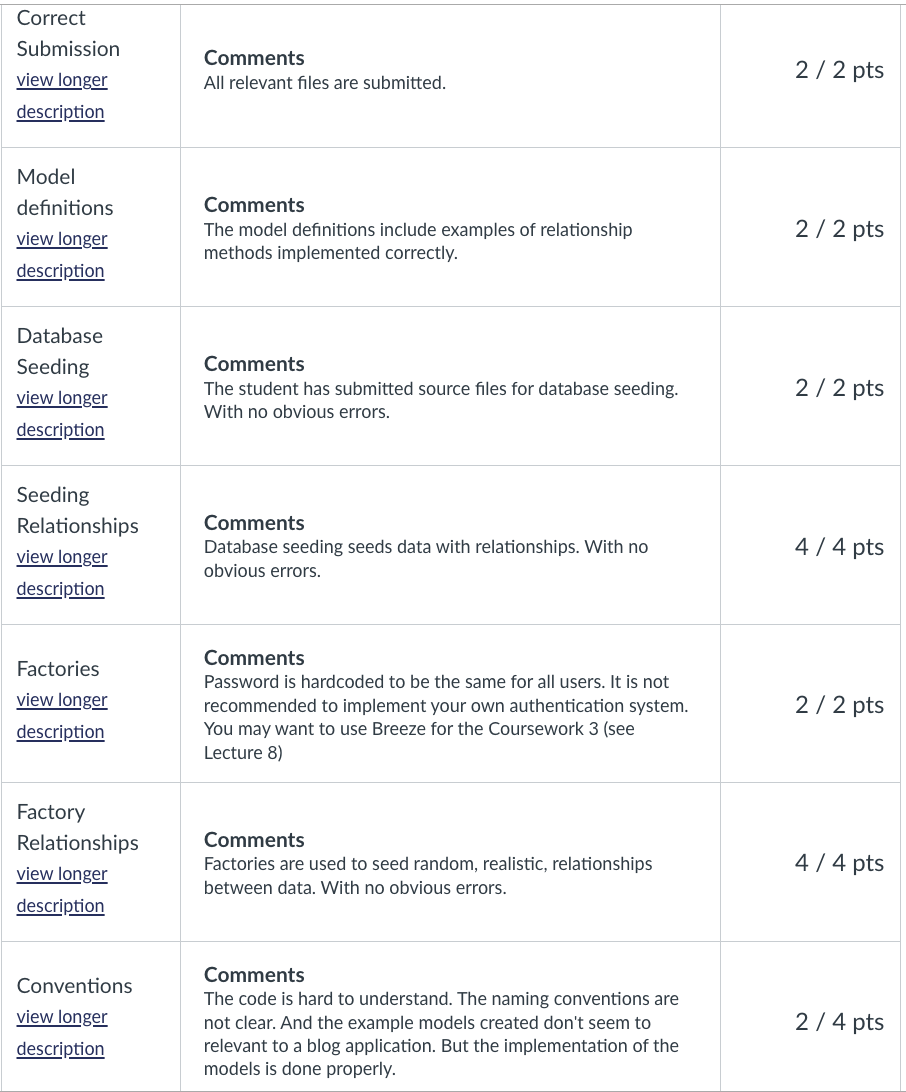 Correct
Submission
view longer
description
Comments
All relevant files are submitted.
2 / 2 pts
Model
definitions
view longer
description
Comments
The model definitions include examples of relationship
methods implemented correctly.
2 / 2 pts
Database
Seeding
view longer
description
Comments
The student has submitted source files for database seeding.
With no obvious errors.
2 / 2 pts
Seeding
Relationships
view longer
description
Comments
Database seeding seeds data with relationships. With no
obvious errors.
4 / 4 pts
Factories
view longer
description
Comments
Password is hardcoded to be the same for all users. It is not
recommended to implement your own authentication system.
You may want to use Breeze for the Coursework 3 (see
Lecture 8)
2 / 2 pts
Factory
Relationships
view longer
description
Comments
Factories are used to seed random, realistic, relationships
between data. With no obvious errors.
4 / 4 pts
Conventions
view longer
description
Comments
The code is hard to understand. The naming conventions are
not clear. And the example models created don't seem to
relevant to a blog application. But the implementation of the
models is done properly.
2 / 4 pts